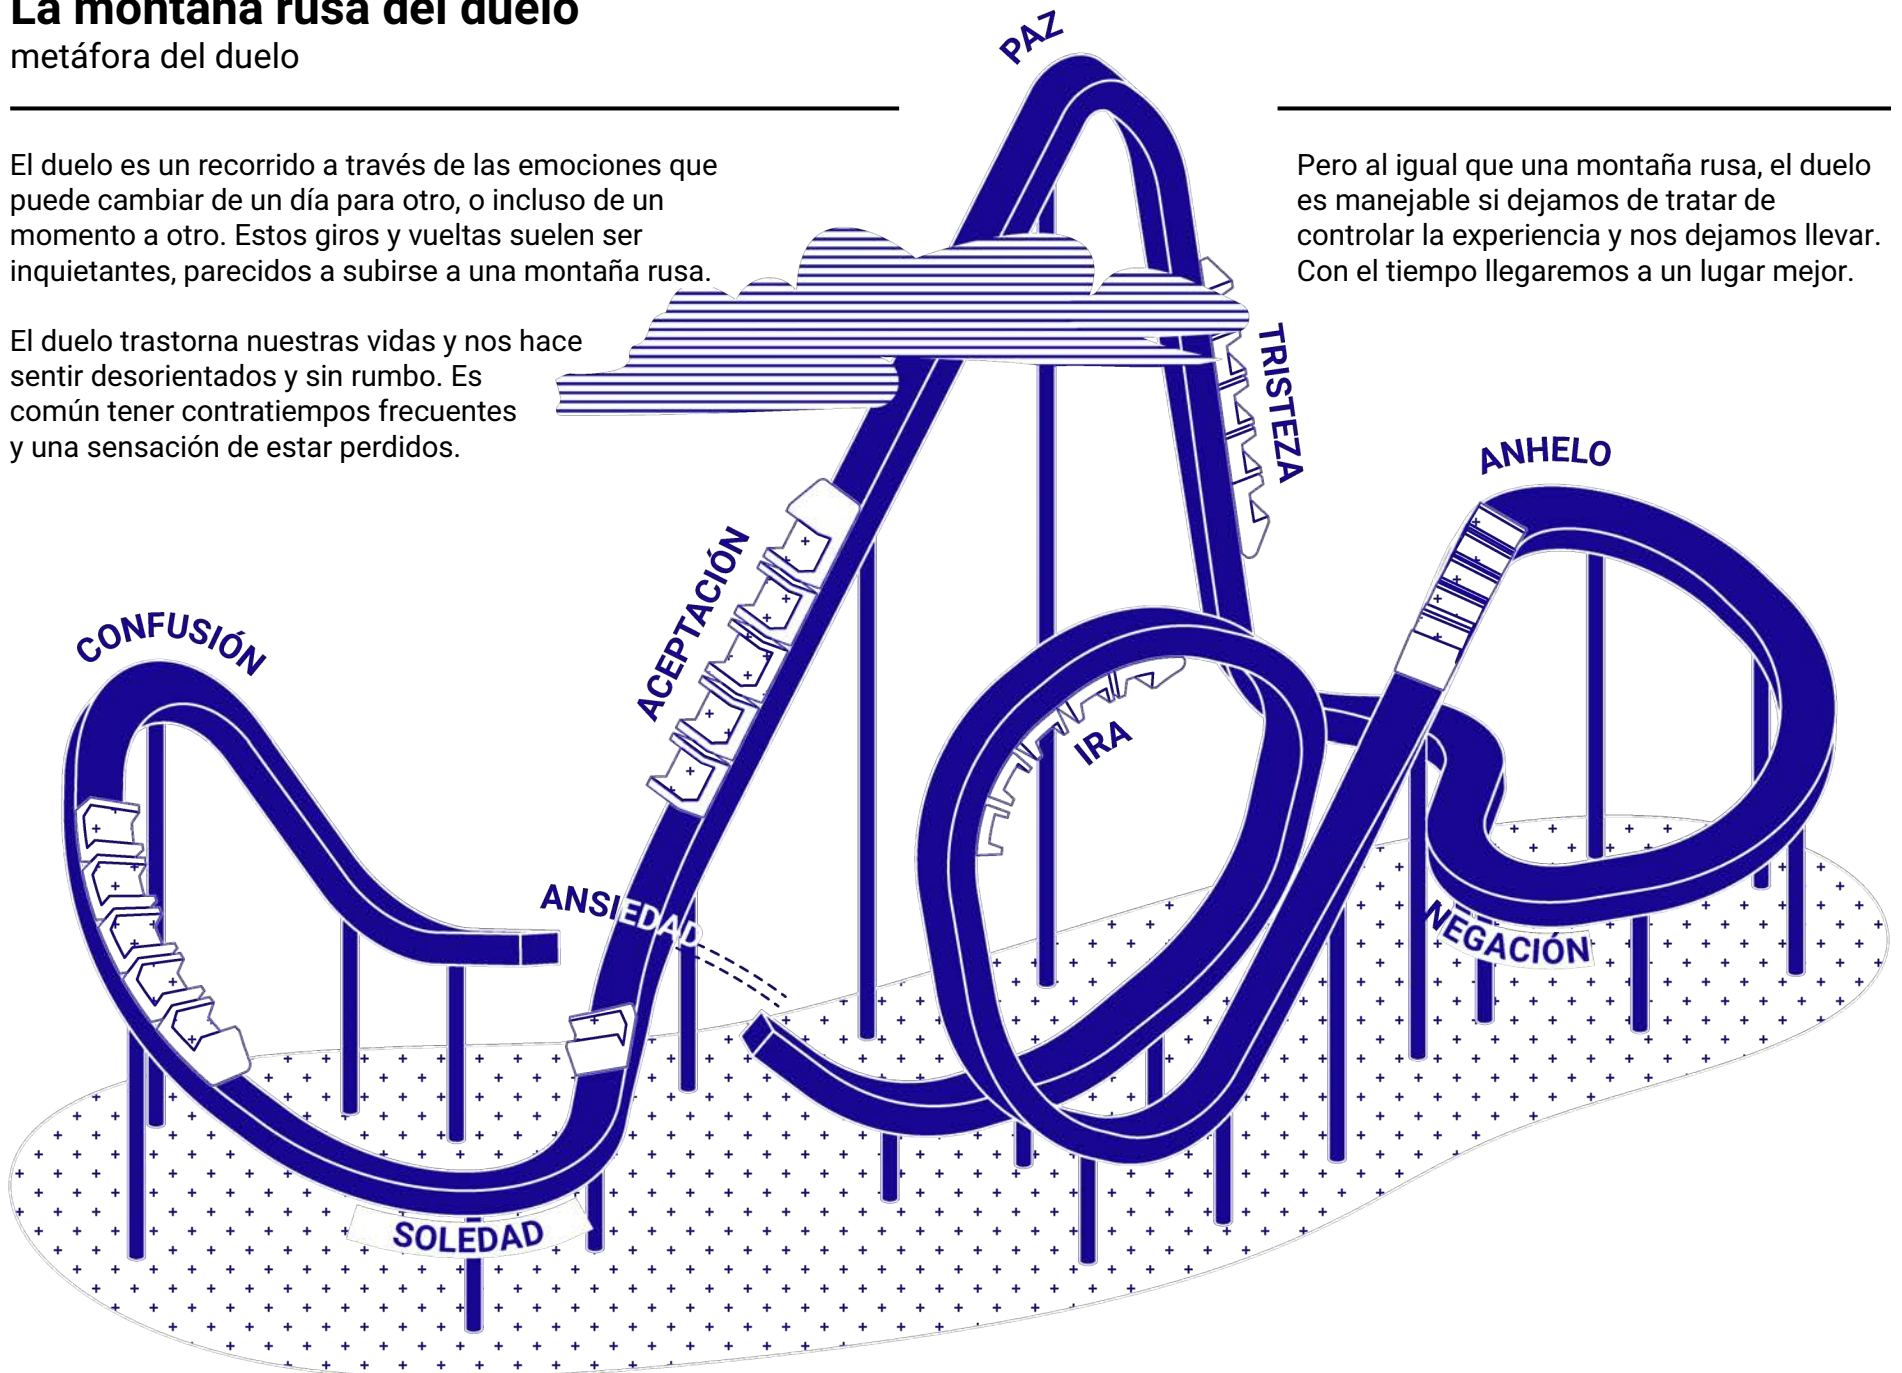 La montaña rusa del duelo
metáfora del duelo
El duelo es un recorrido a través de las emociones que
puede cambiar de un día para otro, o incluso de un
momento a otro. Estos giros y vueltas suelen ser
inquietantes, parecidos a subirse a una montaña rusa.
El duelo trastorna nuestras vidas y nos hace
sentir desorientados y sin rumbo. Es
común tener contratiempos frecuentes
y una sensación de estar perdidos.
Pero al igual que una montaña rusa, el duelo
es manejable si dejamos de tratar de
controlar la experiencia y nos dejamos llevar.
Con el tiempo llegaremos a un lugar mejor.
PAZ
TRISTEZA
ANHELO
ACEPTACIÓN
CONFUSIÓN
IRA
ANSIEDAD
NEGACIÓN
SOLEDAD